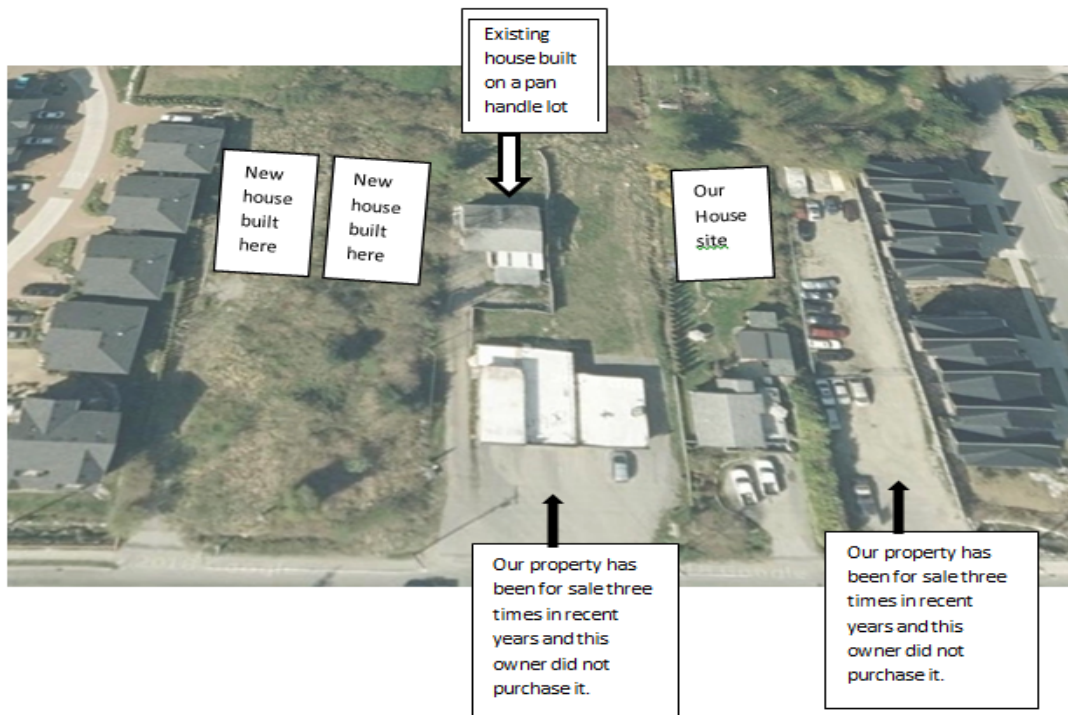 Existing
house built
on a pan
handle lot
New
house
built
here
New
house
built
here
Our
House
site
Our property has
been for sale three
times in recent
years and this
owner did not
purchase it.
Our property has
been for sale three
times in recent
years and this
owner did not
purchase it.